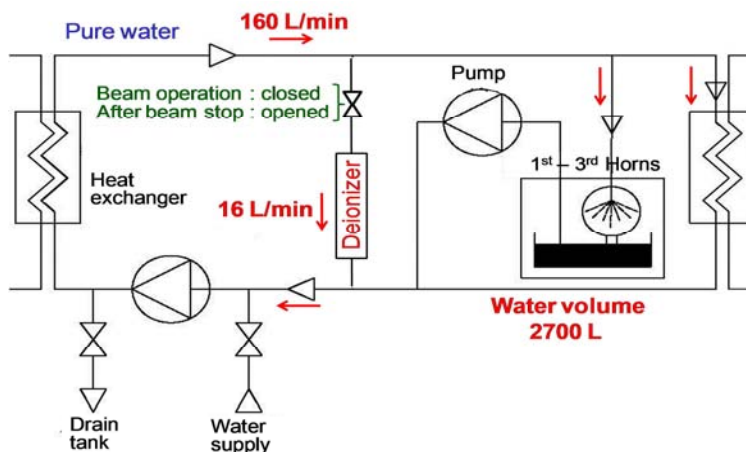 Pure water
160 L/min
Beam operation : closed
After beam stop : opened
Pump
1st – 3rd Horns
Heat
exchanger
16 L/min
Deionizer
Water volume
2700 L
Drain
tank
Water
supply